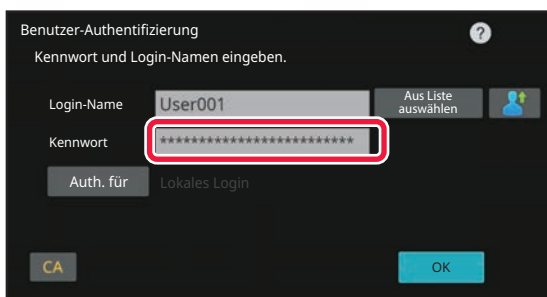 Benutzer-Authentifizierung
?
Kennwort und Login-Namen eingeben.
Login-Name
User001
Aus Liste
auswählen
Kennwort
*************************
Auth. für
Lokales Login
CA
OK